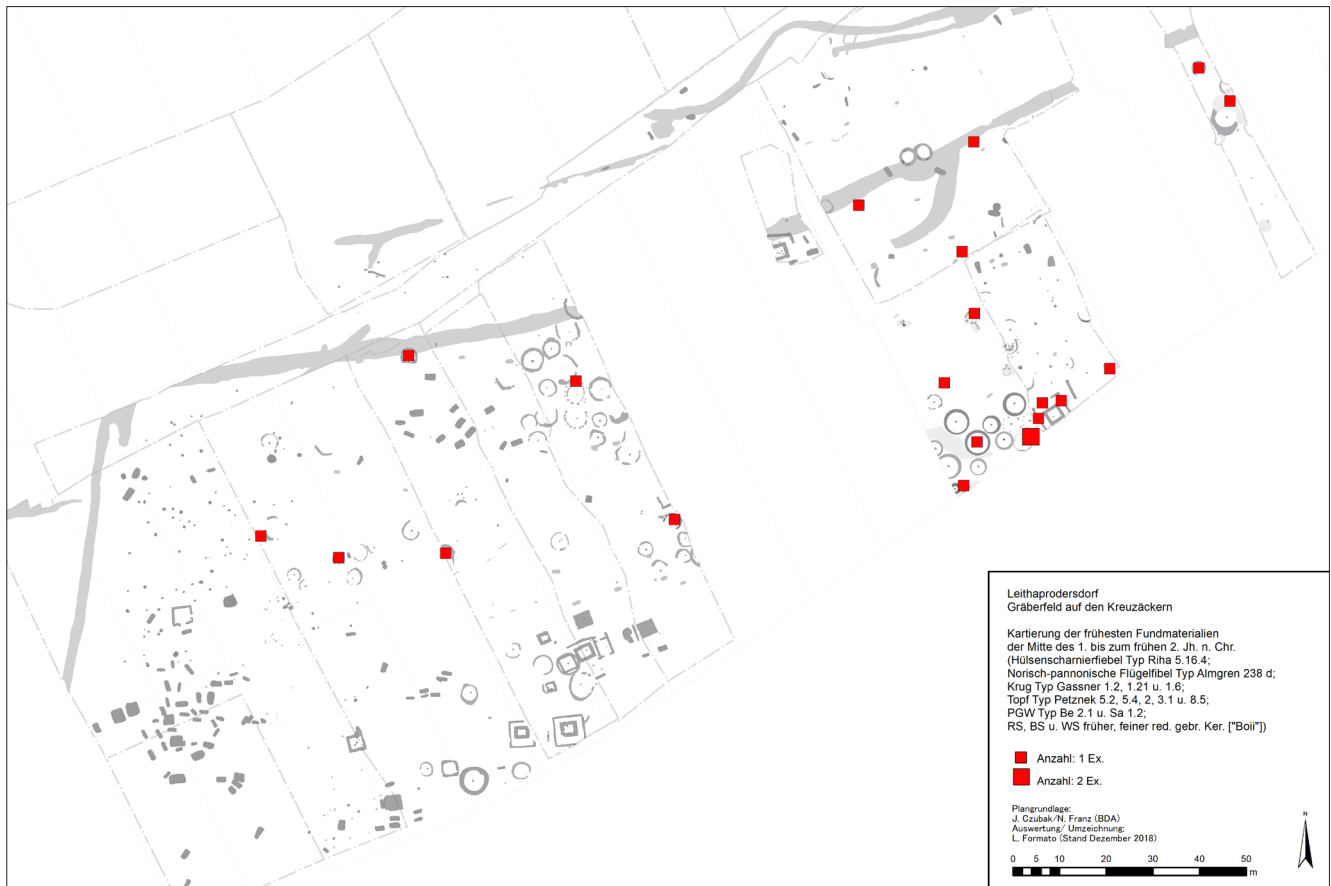 Leithaprodersdorf
Gräberfeld auf den Kreuzäckern
Kartierung der frühesten Fundmaterialien
der Mitte des 1. bis zum frühen 2. Jh. n. Chr.
(Hülsenscharnierfiebel Typ Riha 5.16.4;
Norisch-pannonische Flügelfibel Typ Almgren 238 d;
Krug Typ Gassner 1.2, 1.21 u. 1.6;
Topf Typ Petznek 5.2, 5.4, 2, 3.1 u. 8.5;
PGW Typ Be 2.1 u. Sa 1.2;
RS, BS u. WS früher, feiner red. gebr. Ker. ["Boii"])
Anzahl: 1 Ex.
Anzahl: 2 Ex.
Plangrundlage:
J. Czubak/N. Franz (BDA)
Auswertung/ Umzeichnung:
L. Formato (Stand Dezember 2018)
N
0 5 10 20 30 40 50
m